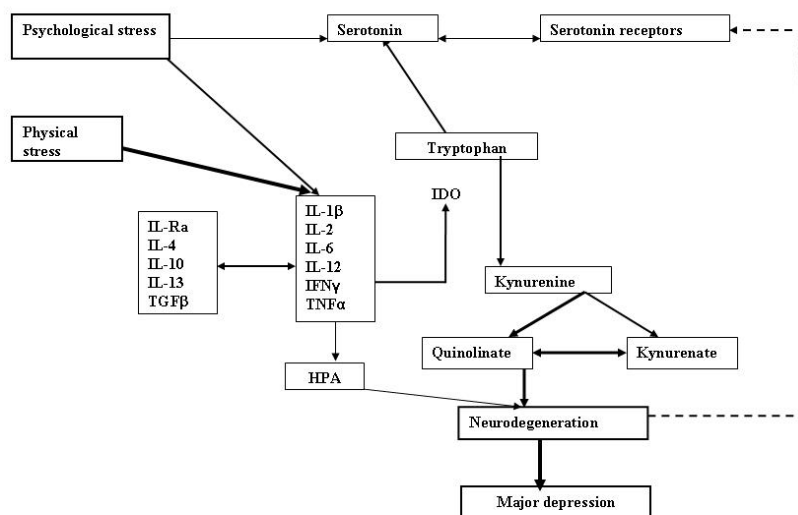 Psychological stress
Serotonin
Serotonin receptors
Physical
stress
Tryptophan
IDO
IL-Ra
IL-4
IL-10
IL-13
TGFβ
IL-1β
IL-2
IL-6
IL-12
IFNγ
TNFα
Kynurenine
Quinolinate
Kynurenate
HPA
Neurodegeneration
Major depression